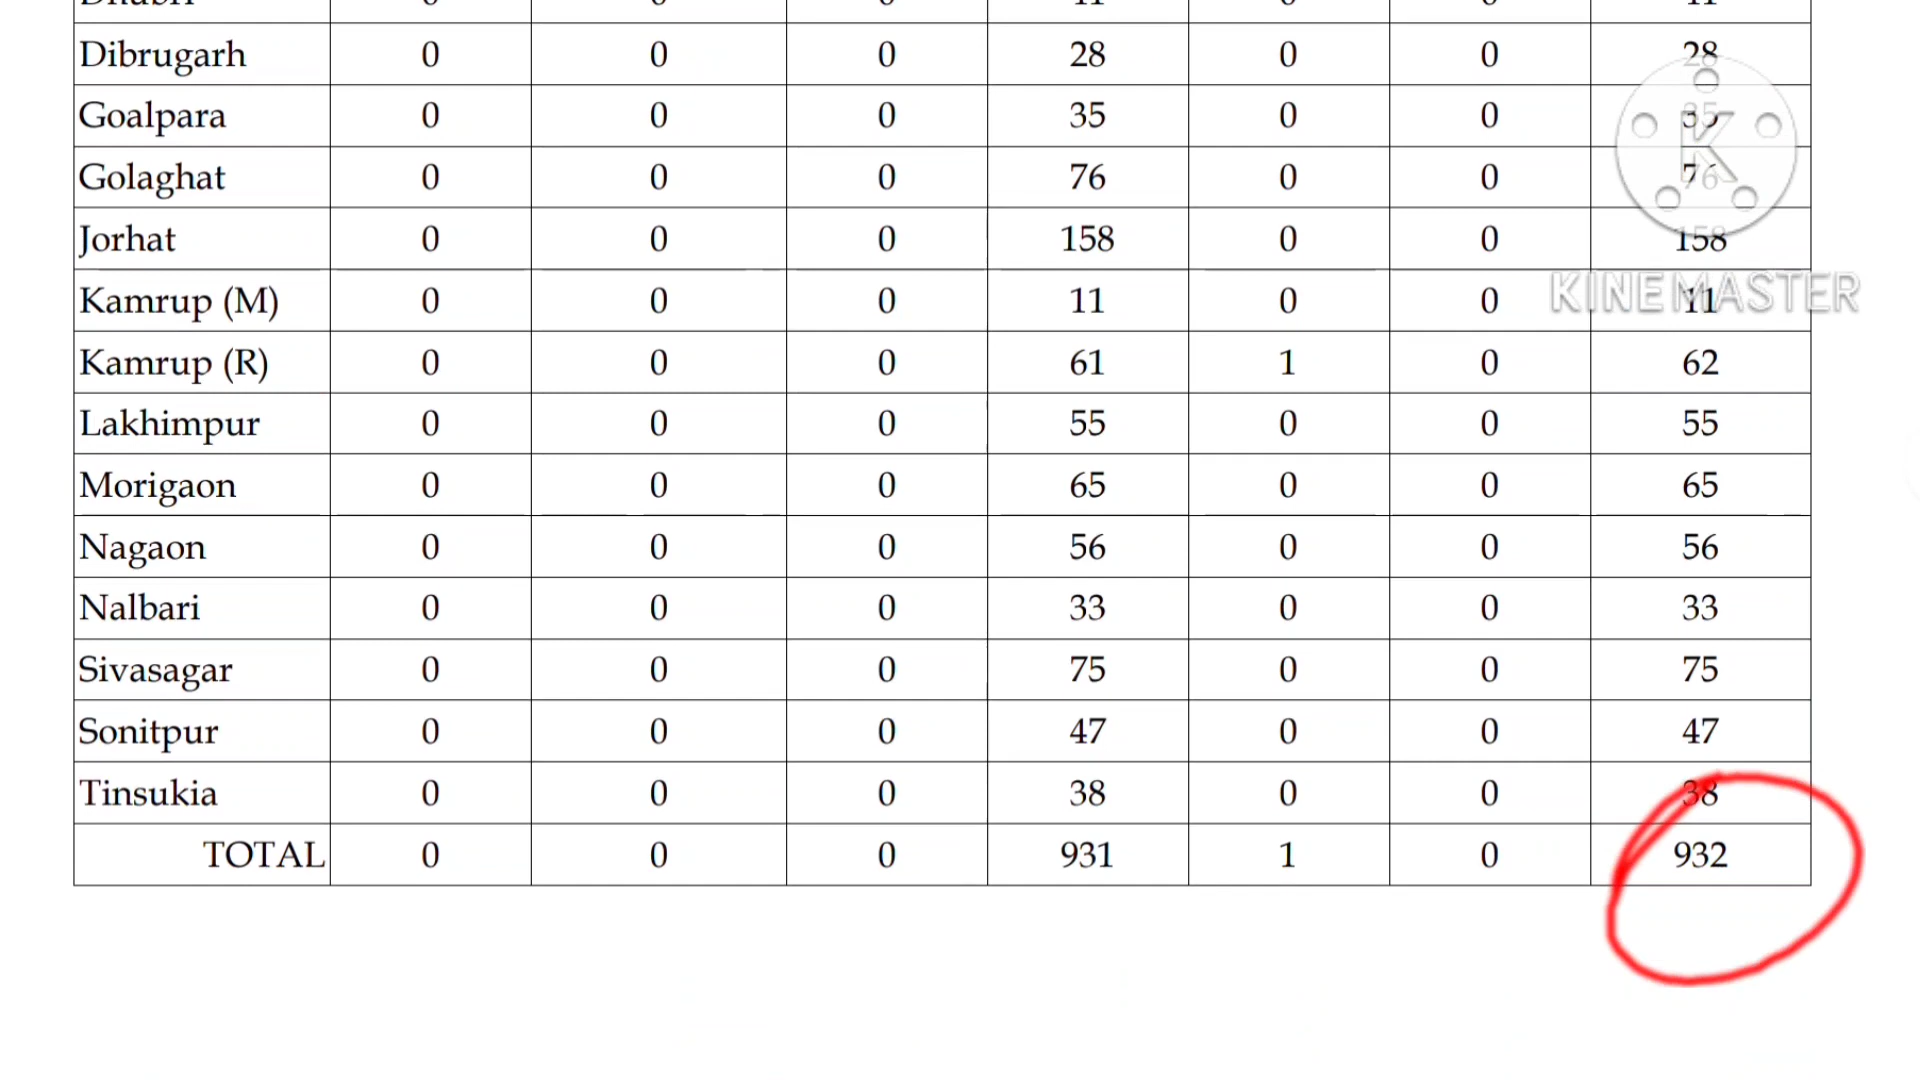 Dibrugarh 0 0 0 28 0 0 28
Goalpara 0 0 0 35 0 0 35
Golaghat 0 0 0 76 0 0 76
Jorhat 0 0 0 158 0 0 158
Kamrup (M) 0 0 0 11 0 0 11
KINEMASTER
Kamrup (R) 0 0 0 61 1 0 62
Lakhimpur 0 0 0 55 0 0 55
Morigaon 0 0 0 65 0 0 65
Nagaon 0 0 0 56 0 0 56
Nalbari 0 0 0 33 0 0 33
Sivasagar 0 0 0 75 0 0 75
Sonitpur 0 0 0 47 0 0 47
Tinsukia 0 0 0 38 0 0 38
TOTAL 0 0 0 931 1 0 932